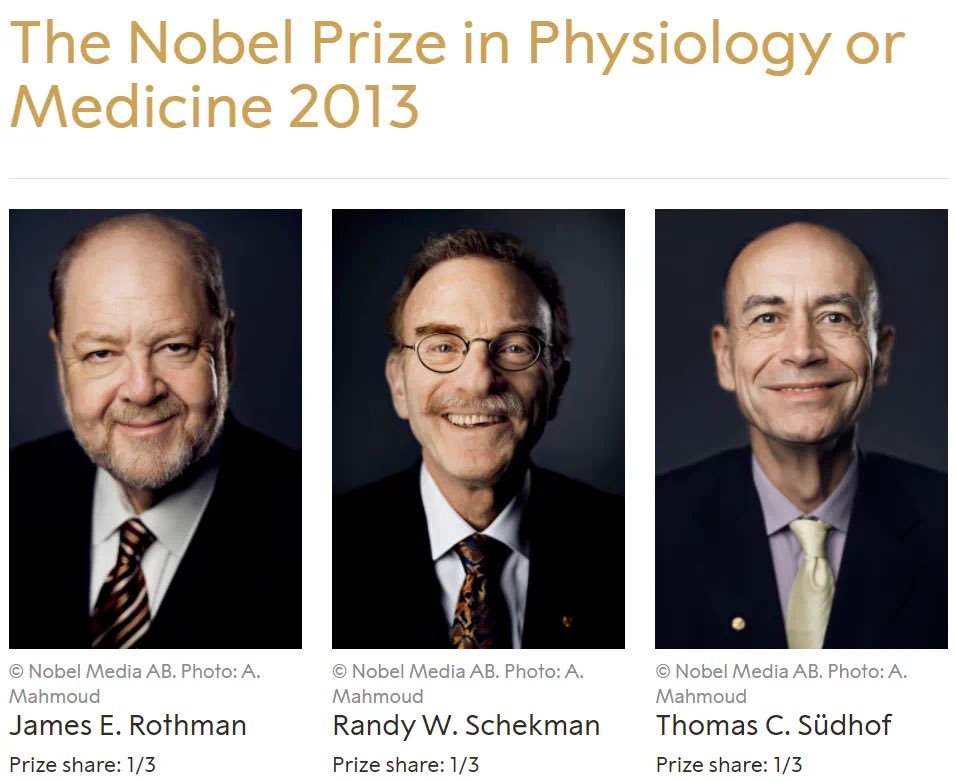 The Nobel Prize in Physiology or
Medicine 2013
© Nobel Media AB. Photo: A.
Mahmoud
James E. Rothman
Prize share: 1/3
© Nobel Media AB. Photo: A.
Mahmoud
Randy W. Schekman
Prize share: 1/3
© Nobel Media AB. Photo: A.
Mahmoud
Thomas C. Südhof
Prize share: 1/3